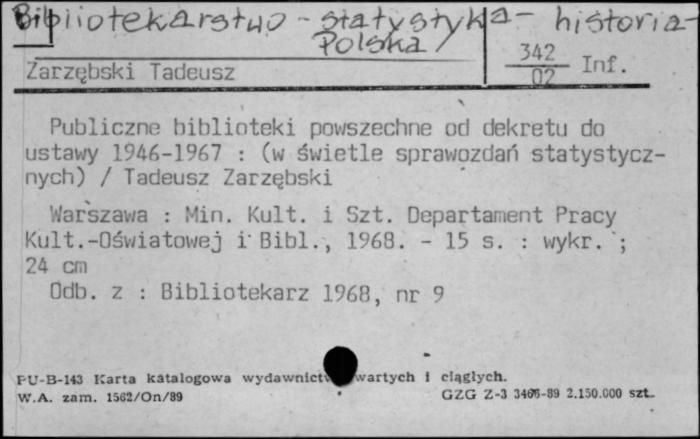 Bibliotekarstwo - statystyka - historia -
Polska
342
02 Inf.
Zarzębski Tadeusz
Publiczne biblioteki powszechne od dekretu do
ustawy 1946-1967 : (w świetle sprawozdań statystycz-
nych) / Tadeusz Zarzębski
Warszawa : Min. Kult. i Szt. Departament Pracy
Kult.-Oświatowej i Bibl., 1968. - 15 s. : wykr. ;
24 cm
Odb. z : Bibliotekarz 1968, nr 9
PU-B-143 Karta katalogowa wydawnictw zwartych i ciągłych.
W.A. zam. 1562/On/89 GZG Z-3 3466-89 2.150.000 szt.